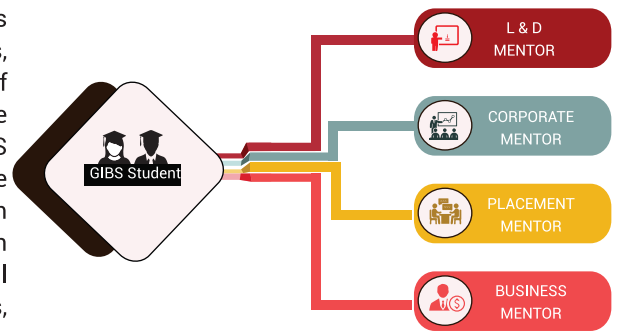 s
s,
f
e
S
e
n
n
l
s,
GIBS Student
L & D
MENTOR
CORPORATE
MENTOR
PLACEMENT
MENTOR
BUSINESS
MENTOR